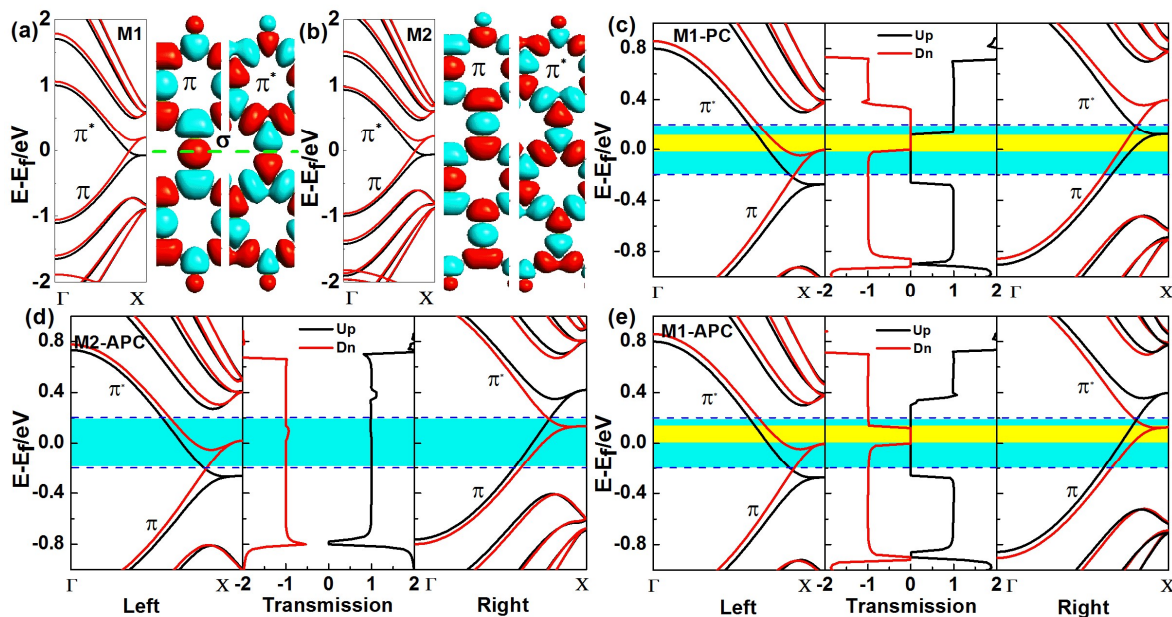 (a)
M1
2
1
0
-1
-2
E-E_f/eV
π*
π
Γ
X
π
π*
σ
(b)
M2
2
1
0
-1
-2
E-E_f/eV
π*
π
Γ
X
π
π*
(c)
M1-PC
0.8
0.4
0.0
-0.4
-0.8
E-E_f/eV
π*
π
Up
Dn
π*
π
Γ
X
-2 -1 0 1 2
Γ
X
(d)
M2-APC
0.8
0.4
0.0
-0.4
-0.8
E-E_f/eV
π*
π
Up
Dn
π*
π
Γ
X
-2 -1 0 1 2
Γ
X
Left
Transmission
Right
(e)
M1-APC
0.8
0.4
0.0
-0.4
-0.8
E-E_f/eV
π*
π
Up
Dn
π*
π
Γ
X
-2 -1 0 1 2
Γ
X
Left
Transmission
Right